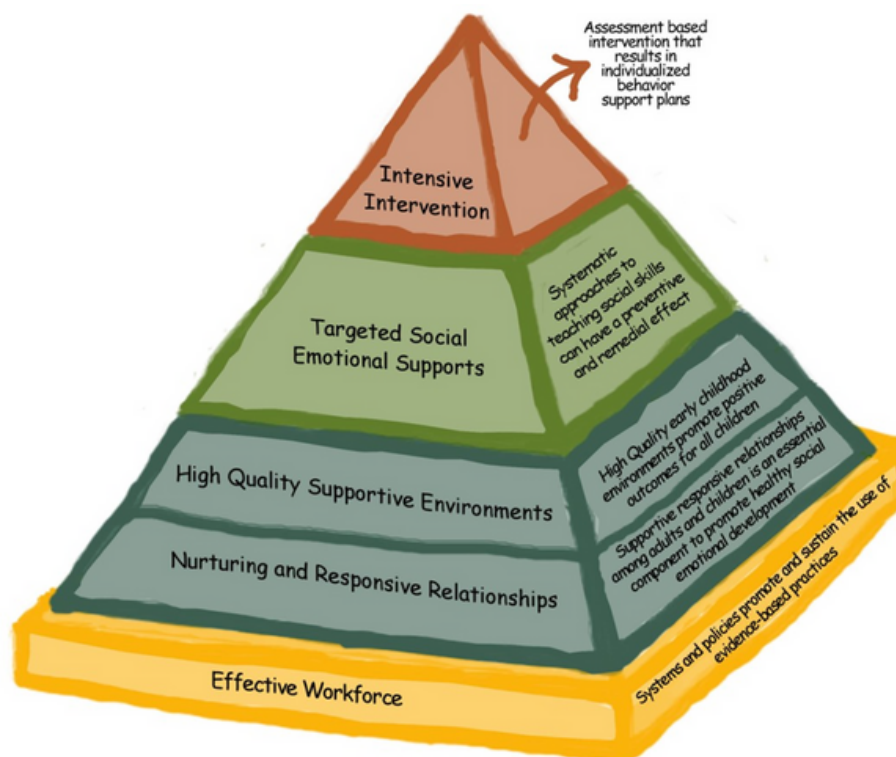 Assessment based
intervention that
results in
individualized
behavior
support plans
Intensive
Intervention
Systematic
approaches to
teaching social skills
can have a preventive
and remedial effect
Targeted Social
Emotional Supports
High Quality early childhood
environments promote positive
outcomes for all children
High Quality Supportive Environments
Supportive responsive relationships
among adults and children is an essential
component to promote healthy social
emotional development
Nurturing and Responsive Relationships
Systems and policies promote and sustain the use of
evidence-based practices
Effective Workforce